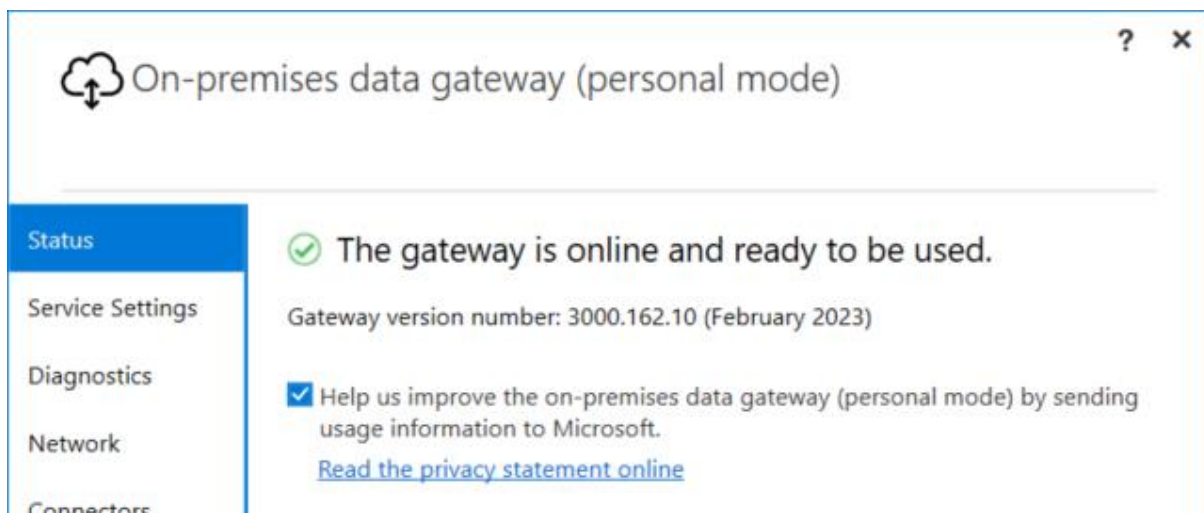 ? ×
On-premises data gateway (personal mode)
Status
The gateway is online and ready to be used.
Service Settings
Gateway version number: 3000.162.10 (February 2023)
Diagnostics
Help us improve the on-premises data gateway (personal mode) by sending
usage information to Microsoft.
Network
Read the privacy statement online
Connectors